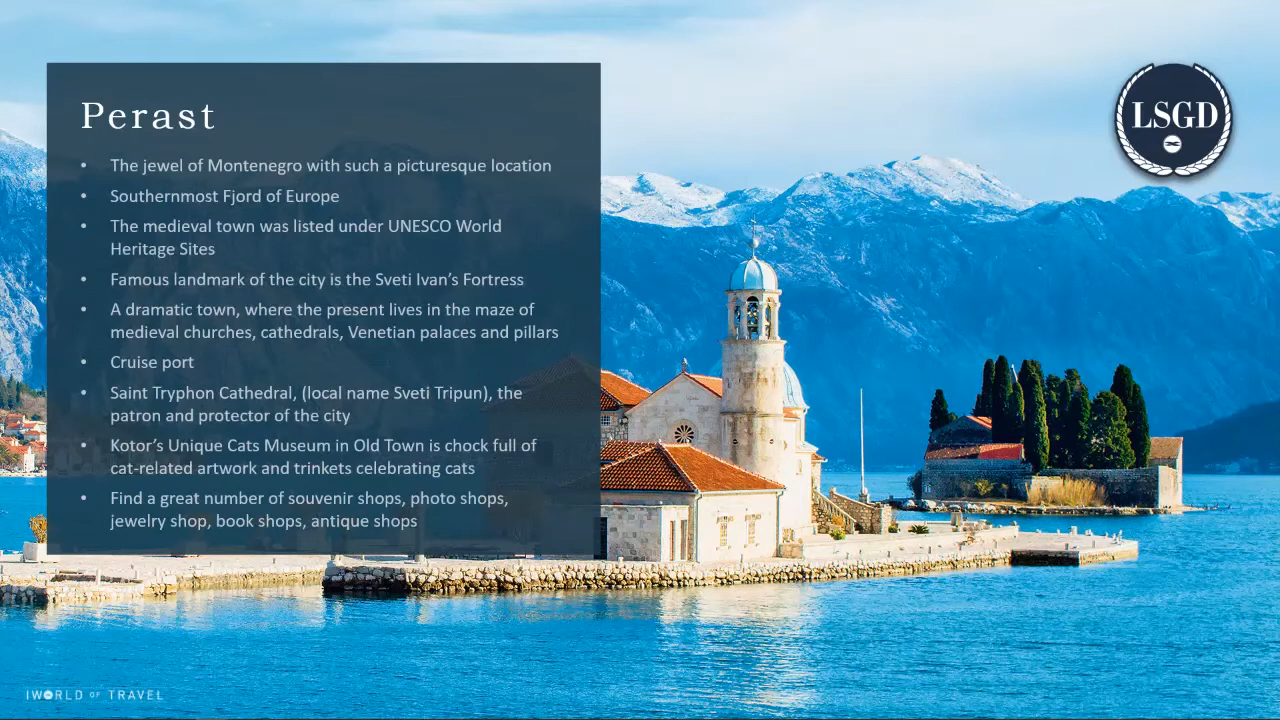 Perast
• The jewel of Montenegro with such a picturesque location
• Southernmost Fjord of Europe
• The medieval town was listed under UNESCO World
Heritage Sites
• Famous landmark of the city is the Sveti Ivan’s Fortress
• A dramatic town, where the present lives in the maze of
medieval churches, cathedrals, Venetian palaces and pillars
• Cruise port
• Saint Tryphon Cathedral, (local name Sveti Tripun), the
patron and protector of the city
• Kotor’s Unique Cats Museum in Old Town is chock full of
cat-related artwork and trinkets celebrating cats
• Find a great number of souvenir shops, photo shops,
jewelry shop, book shops, antique shops
LSGD
IWORLD OF TRAVEL